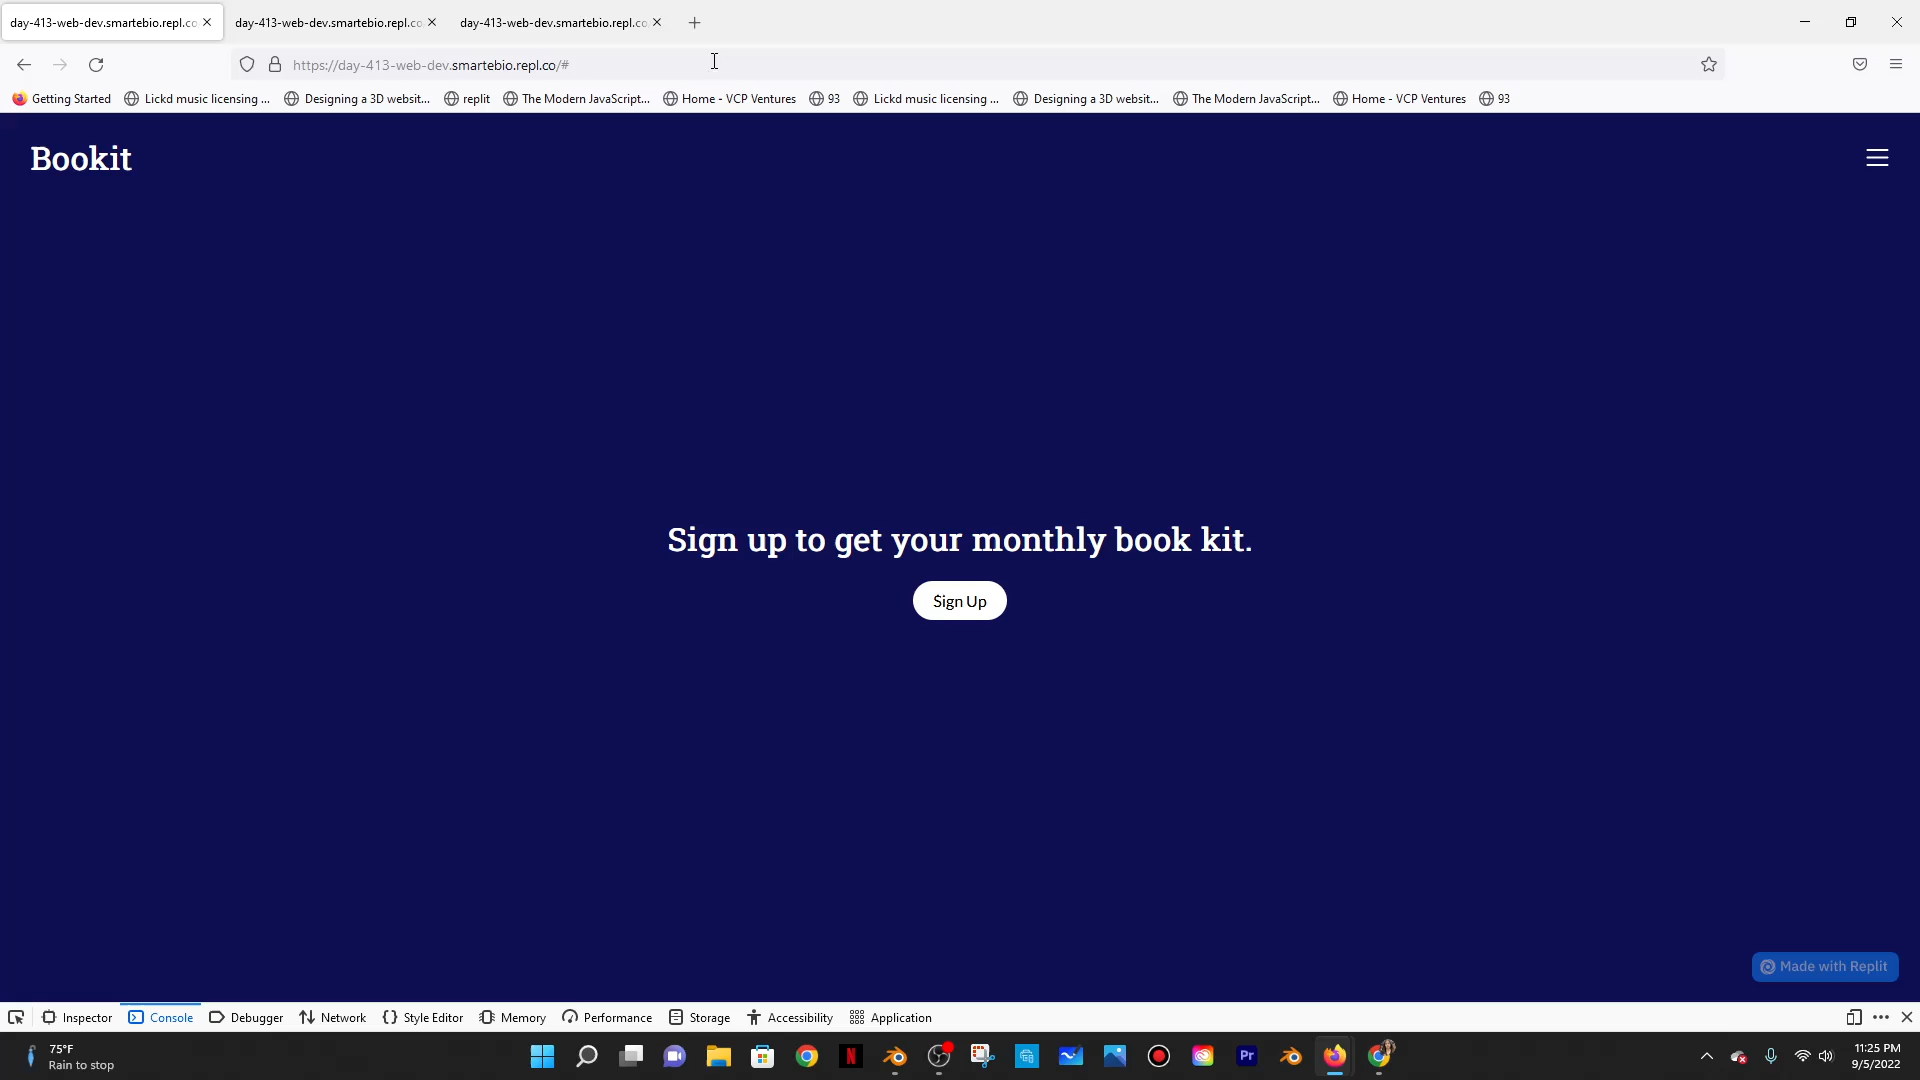 day-413-web-dev.smartebio.repl.co
day-413-web-dev.smartebio.repl.co
day-413-web-dev.smartebio.repl.co
https://day-413-web-dev.smartebio.repl.co/#
Getting Started
Lickd music licensing ...
Designing a 3D websit...
replit
The Modern JavaScript...
Home - VCP Ventures
93
Lickd music licensing ...
Designing a 3D websit...
The Modern JavaScript...
Home - VCP Ventures
93
Bookit
Sign up to get your monthly book kit.
Sign Up
Made with Replit
Inspector
Console
Debugger
Network
Style Editor
Memory
Performance
Storage
Accessibility
Application
75°F
Rain to stop
N
Pr
11:25 PM
9/5/2022